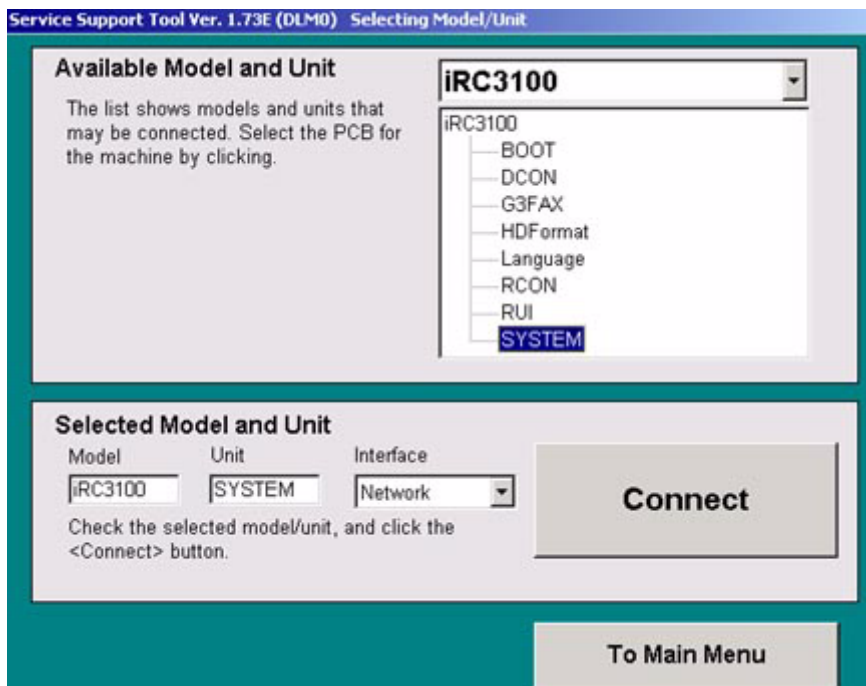 Service Support Tool Ver. 1.73E (DLM0) Selecting Model/Unit
Available Model and Unit
The list shows models and units that
may be connected. Select the PCB for
the machine by clicking.
iRC3100
iRC3100
BOOT
DCON
G3FAX
HDFormat
Language
RCON
RUI
SYSTEM
Selected Model and Unit
Model Unit Interface
iRC3100 SYSTEM Network
Check the selected model/unit, and click the
<Connect> button.
Connect
To Main Menu